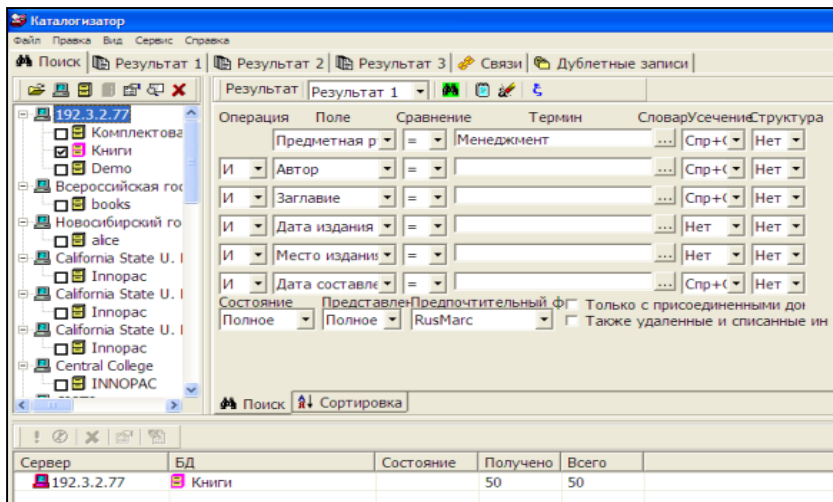 Каталогизатор
Файл Правка Вид Сервис Справка
Поиск Результат 1 Результат 2 Результат 3 Связи Дублетные записи
Результат Результат 1
192.3.2.77
Комплектова
Книги
Demo
Всероссийская гос
books
Новосибирский го
alice
California State U.
Innopac
California State U.
Innopac
California State U.
Innopac
Central College
INNOPAC
Операция Поле Сравнение Термин Словар Усечение Структура
Предметная р = Менеджмент ... Спр+( Нет
И Автор = ... Спр+( Нет
И Заглавие = ... Спр+( Нет
И Дата издания = ... Нет Нет
И Место издания = ... Нет Нет
И Дата составле = ... Спр+( Нет
Состояние Представлен Предпочтительный ф Только с присоединенными док
Полное Полное RusMarc Также удаленные и списанные ин
Поиск Сортировка
Сервер БД Состояние Получено Всего
192.3.2.77 Книги 50 50